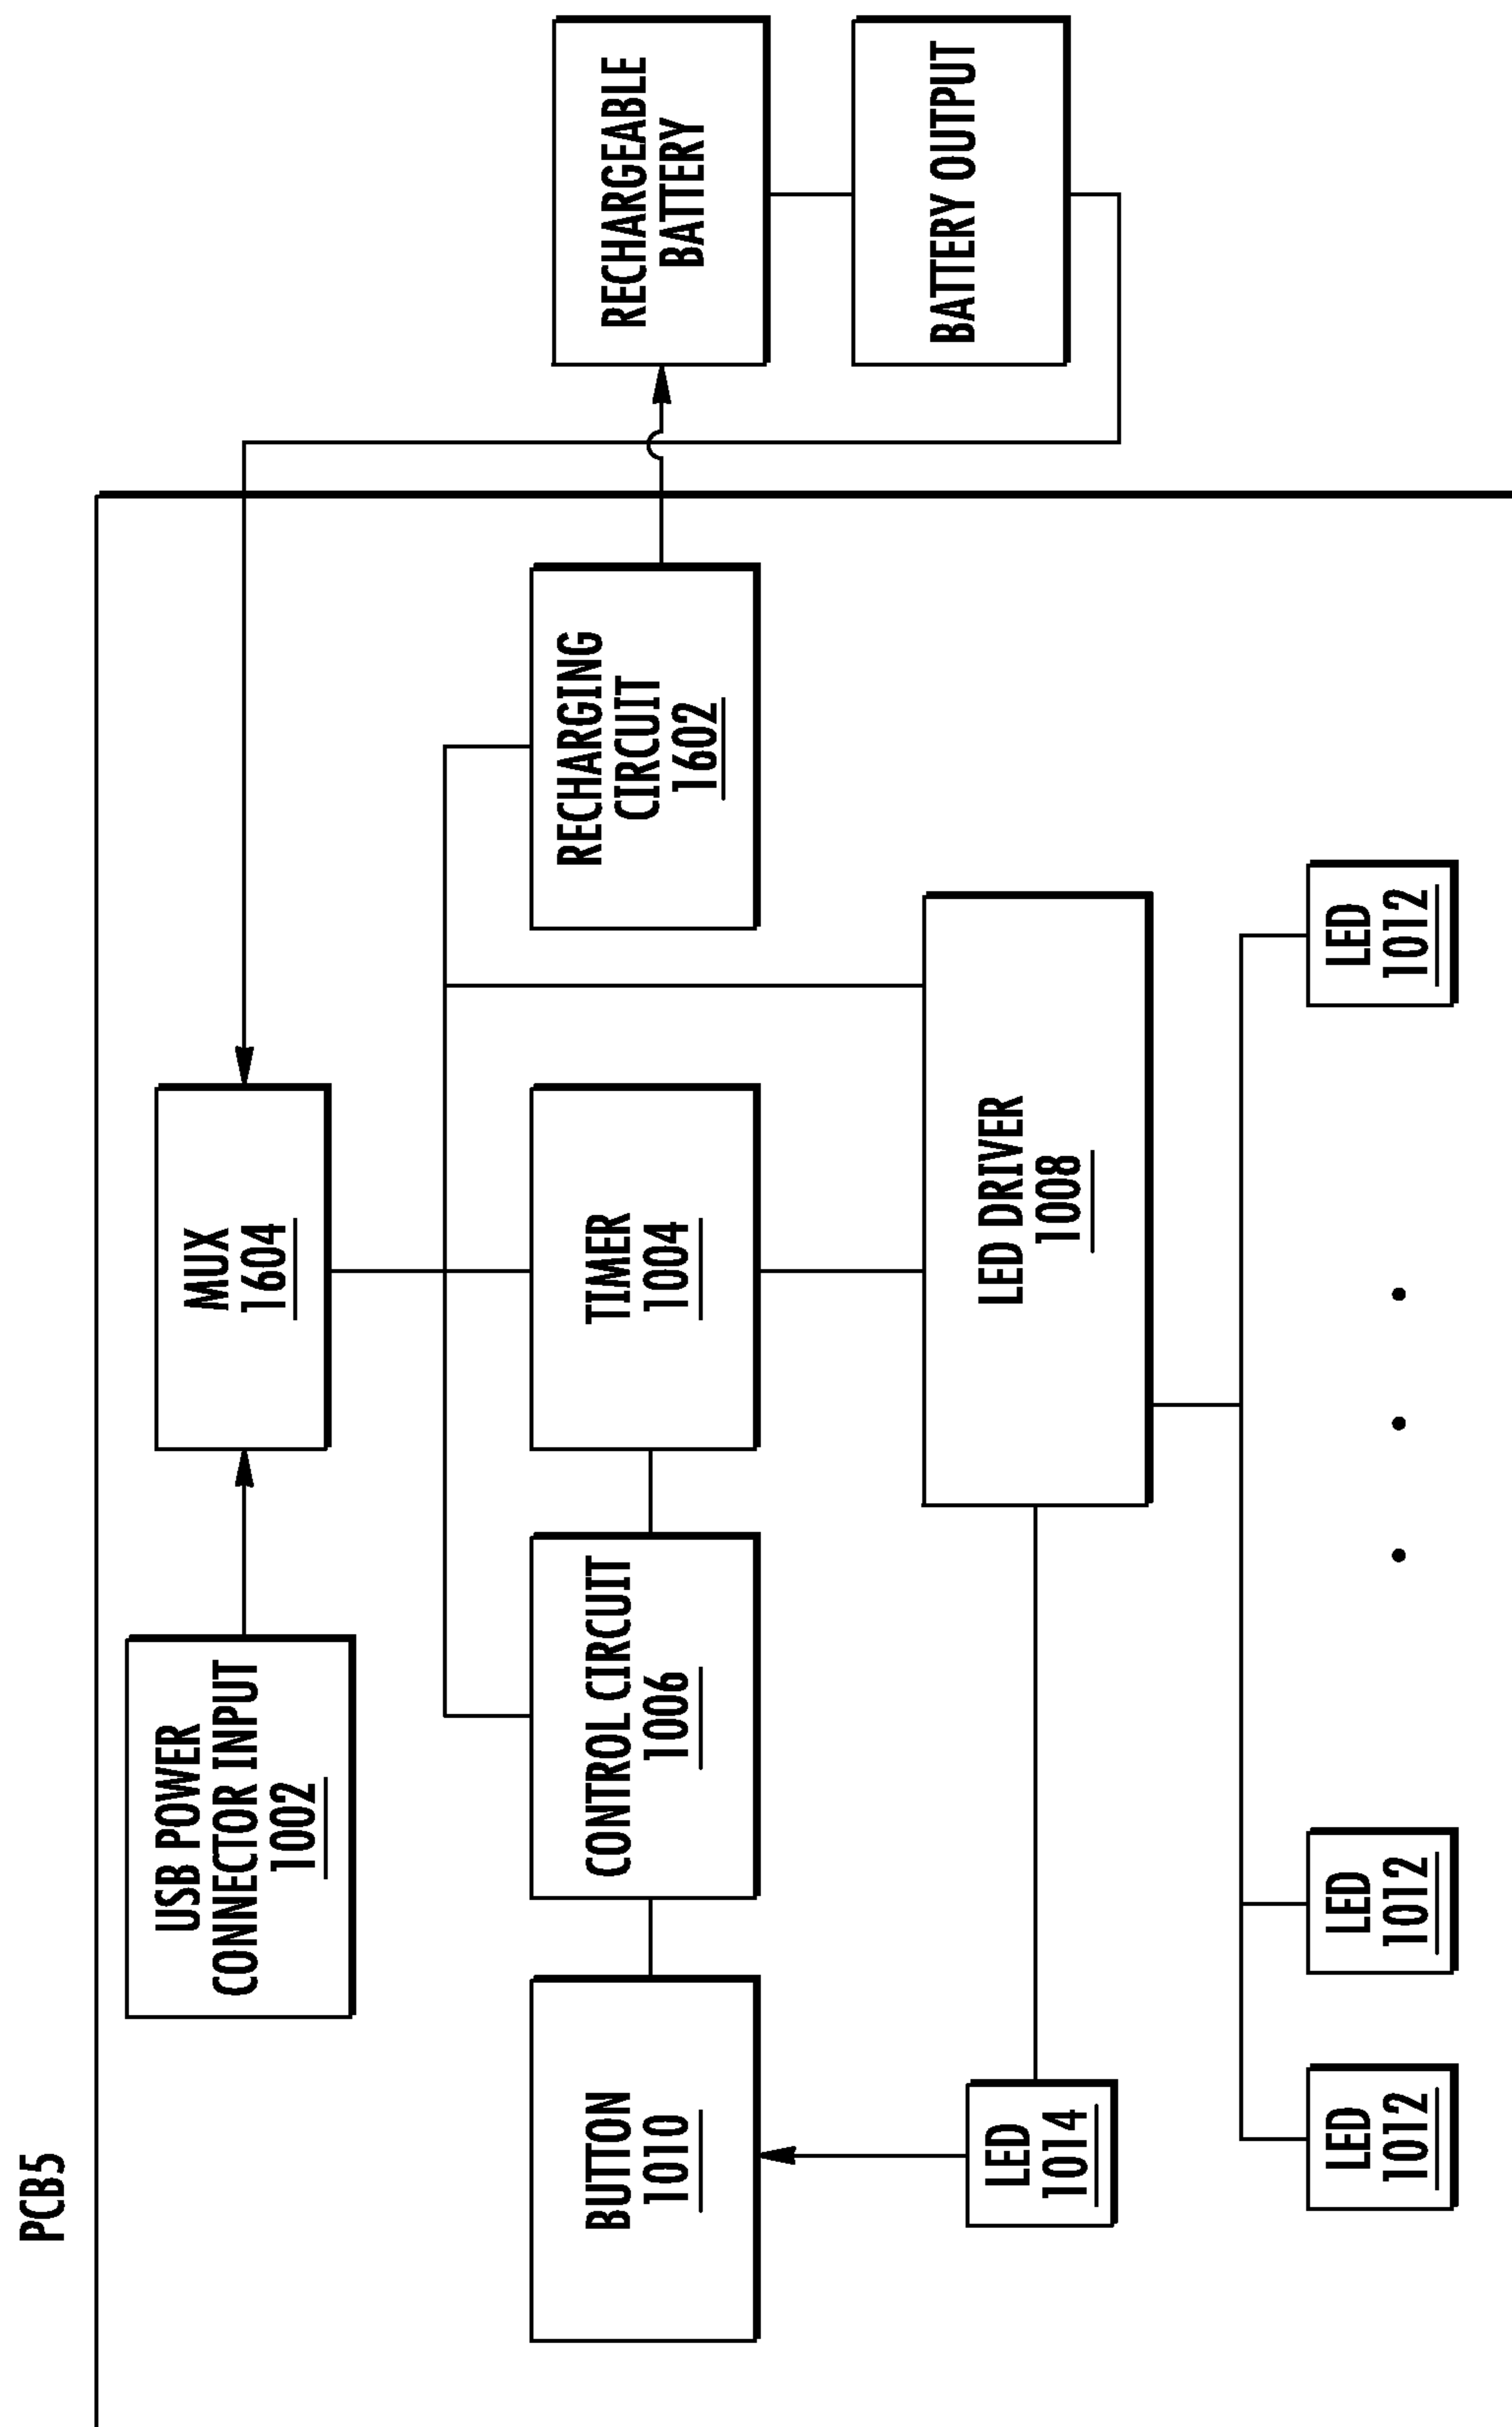 PCB5
USB POWER
CONNECTOR INPUT
1002
MUX
1604
BUTTON
1010
CONTROL CIRCUIT
1006
TIMER
1004
RECHARGING
CIRCUIT
1602
RECHARGEABLE
BATTERY
BATTERY OUTPUT
LED
1014
LED DRIVER
1008
LED
1012
LED
1012
LED
1012